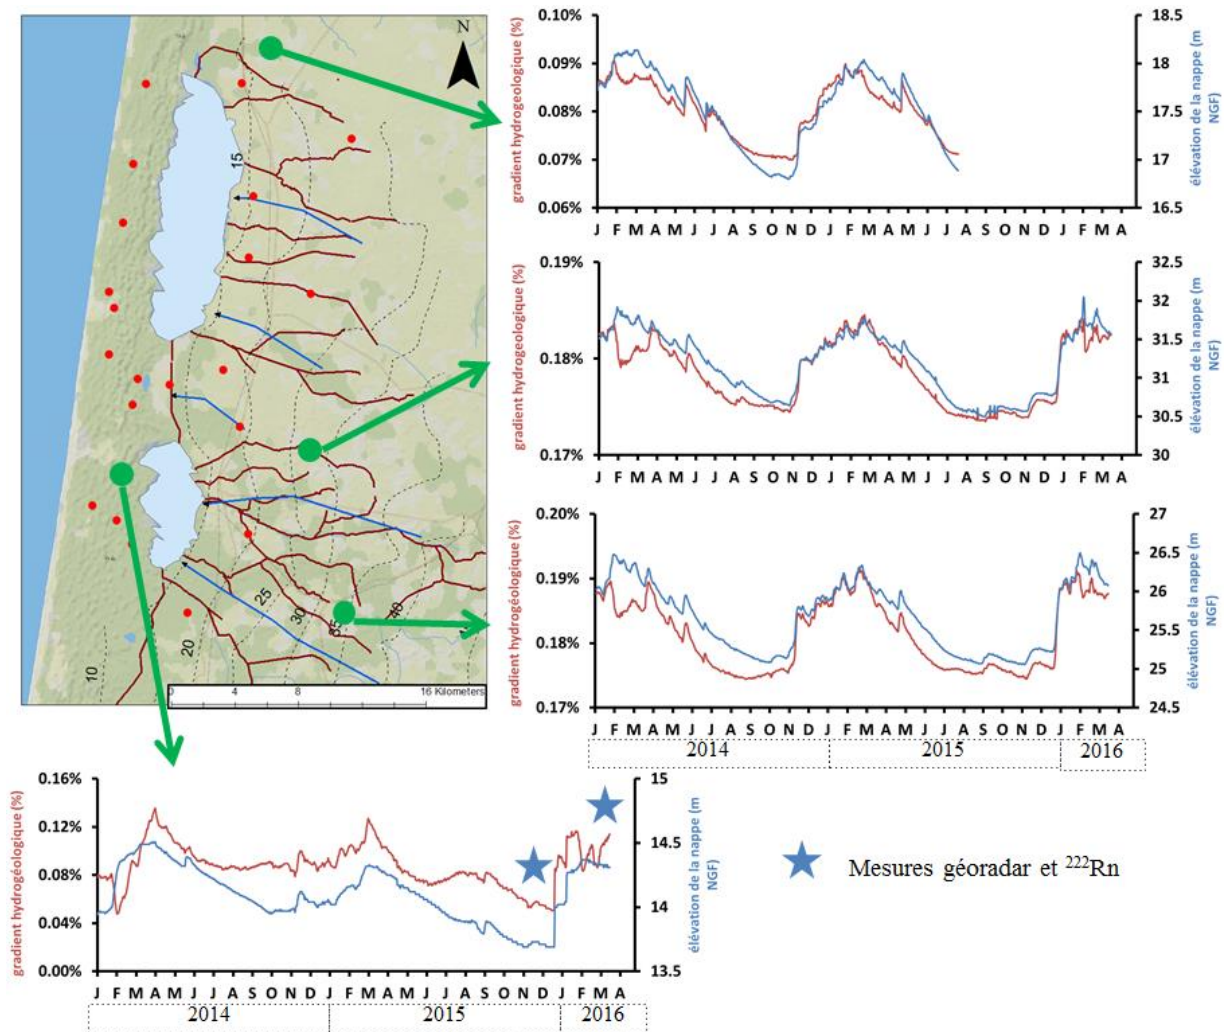 N
15
25
30
35
40
20
10
0 4 8 16 Kilometers
gradient hydrogéologique (%)
0.10%
0.09%
0.08%
0.07%
0.06%
18.5
18
17.5
17
16.5
élévation de la nappe (m
NGF)
J F M A M J J A S O N D J F M A M J J A S O N D J F M A
gradient hydrogéologique (%)
0.19%
0.18%
0.17%
32.5
32
31.5
31
30.5
30
élévation de la nappe (m
NGF)
J F M A M J J A S O N D J F M A M J J A S O N D J F M A
gradient hydrogéologique (%)
0.20%
0.19%
0.18%
0.17%
27
26.5
26
25.5
25
24.5
élévation de la nappe (m
NGF)
J F M A M J J A S O N D J F M A M J J A S O N D J F M A
2014 2015 2016
gradient hydrogéologique (%)
0.16%
0.12%
0.08%
0.04%
0.00%
15
14.5
14
13.5
élévation de la nappe (m
NGF)
J F M A M J J A S O N D J F M A M J J A S O N D J F M A
2014 2015 2016
Mesures géoradar et ²²²Rn